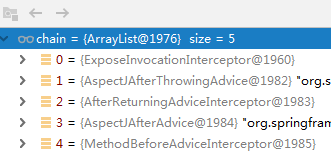 chain = {ArrayList@1976} size = 5
0 = {ExposeInvocationInterceptor@1960}
1 = {AspectJAfterThrowingAdvice@1982} "org.s
2 = {AfterReturningAdviceInterceptor@1983}
3 = {AspectJAfterAdvice@1984} "org.springfram
4 = {MethodBeforeAdviceInterceptor@1985}